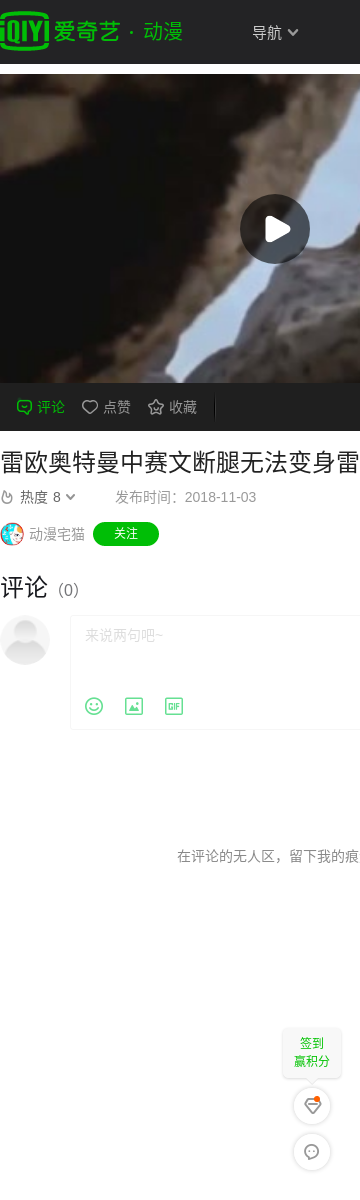 QIYI 爱奇艺 · 动漫 导航
评论 点赞 收藏
雷欧奥特曼中赛文断腿无法变身雷
热度 8 发布时间：2018-11-03
动漫宅猫 关注
评论（0）
来说两句吧~
GIF
在评论的无人区，留下我的痕
签到
赢积分